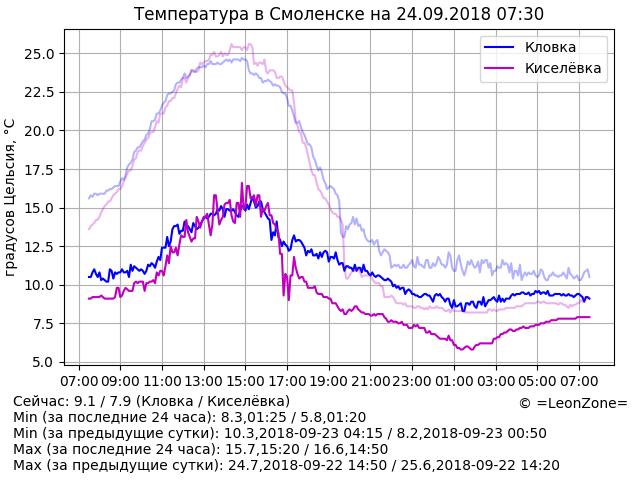 Температура в Смоленске на 24.09.2018 07:30
Кловка
Киселёвка
градусов Цельсия, °C
25.0
22.5
20.0
17.5
15.0
12.5
10.0
7.5
5.0
07:00 09:00 11:00 13:00 15:00 17:00 19:00 21:00 23:00 01:00 03:00 05:00 07:00
Сейчас: 9.1 / 7.9 (Кловка / Киселёвка)
© =LeonZone=
Min (за последние 24 часа): 8.3,01:25 / 5.8,01:20
Min (за предыдущие сутки): 10.3,2018-09-23 04:15 / 8.2,2018-09-23 00:50
Max (за последние 24 часа): 15.7,15:20 / 16.6,14:50
Max (за предыдущие сутки): 24.7,2018-09-22 14:50 / 25.6,2018-09-22 14:20